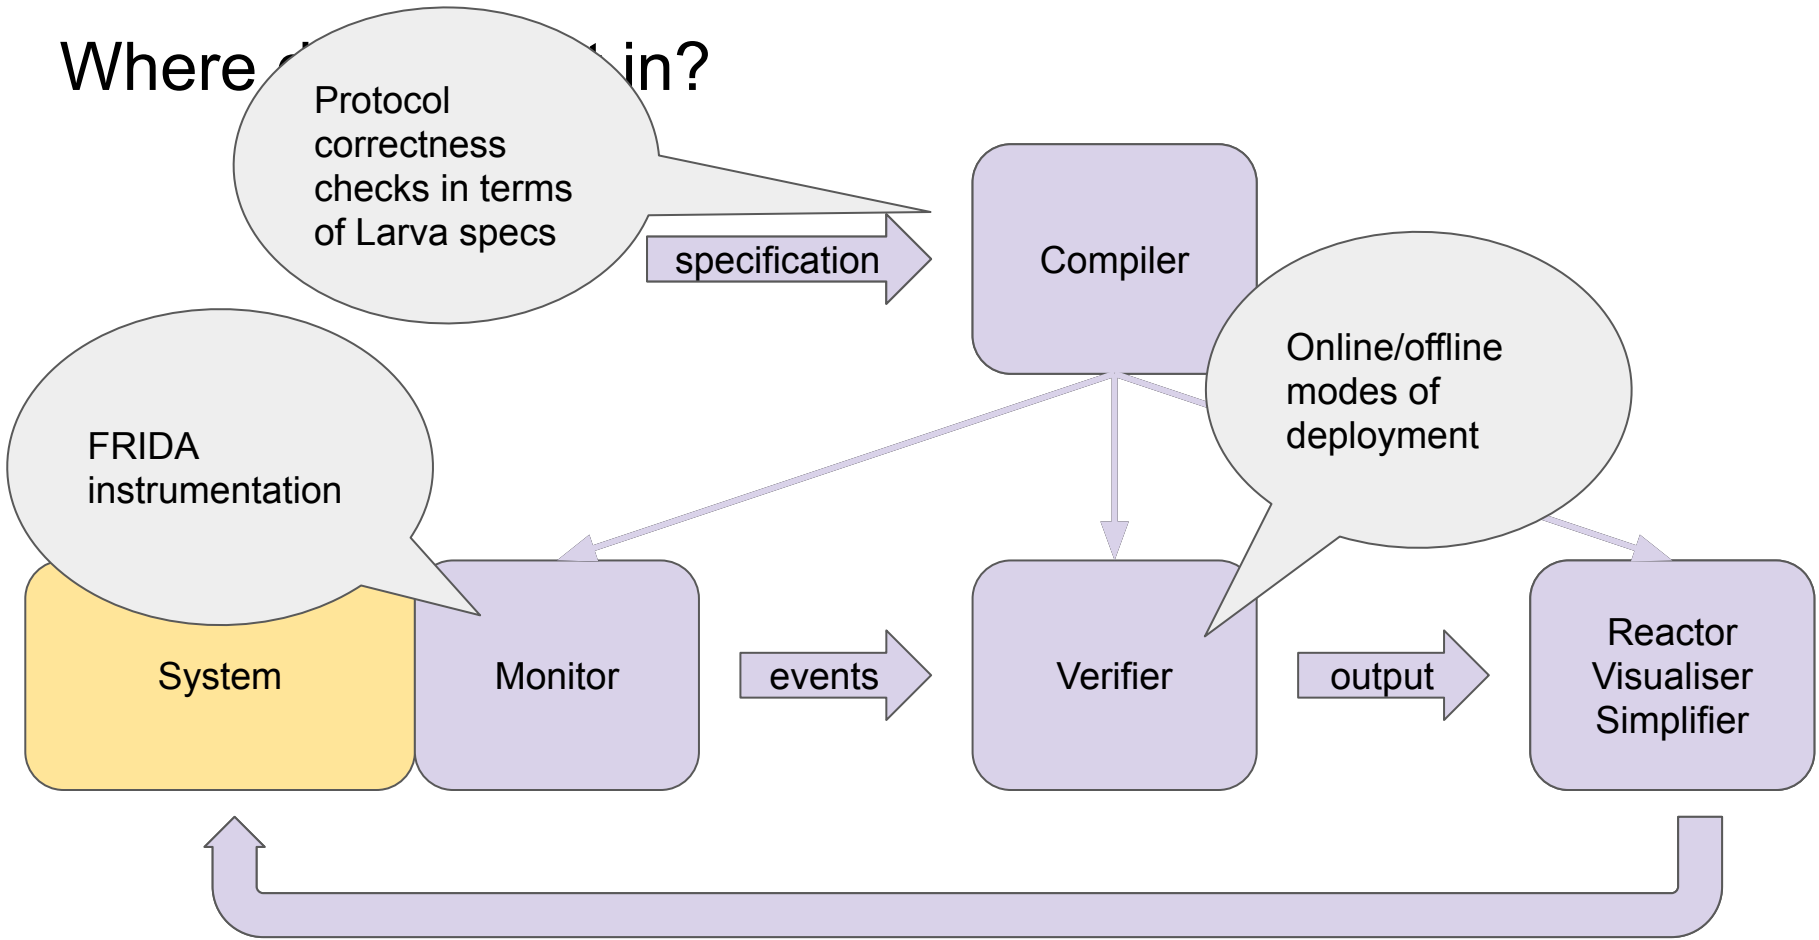 Where in?
Protocol
correctness
checks in terms
of Larva specs
specification
Compiler
Online/offline
modes of
deployment
FRIDA
instrumentation
System
Monitor
events
Verifier
output
Reactor
Visualiser
Simplifier